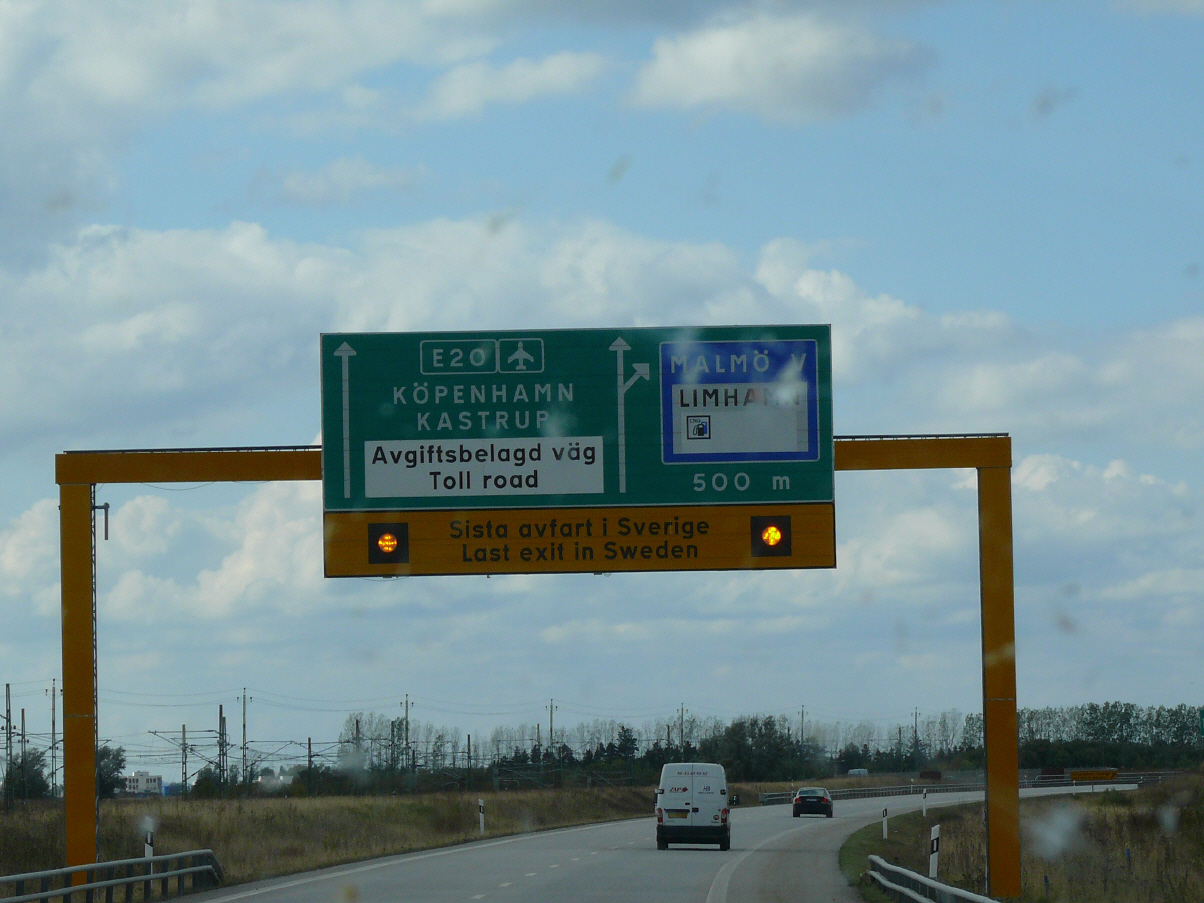 E20
KÖPENHAMN
KASTRUP
Avgiftsbelagd väg
Toll road
MALMÖ V
LIMHAMN
500 m
Sista avfart i Sverige
Last exit in Sweden